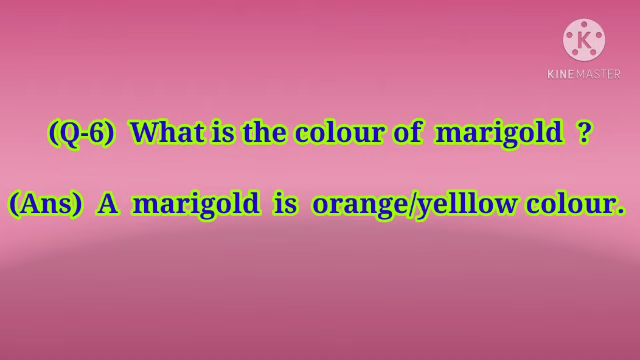 KINEMASTER
(Q-6) What is the colour of marigold ?
(Ans) A marigold is orange/yelllow colour.